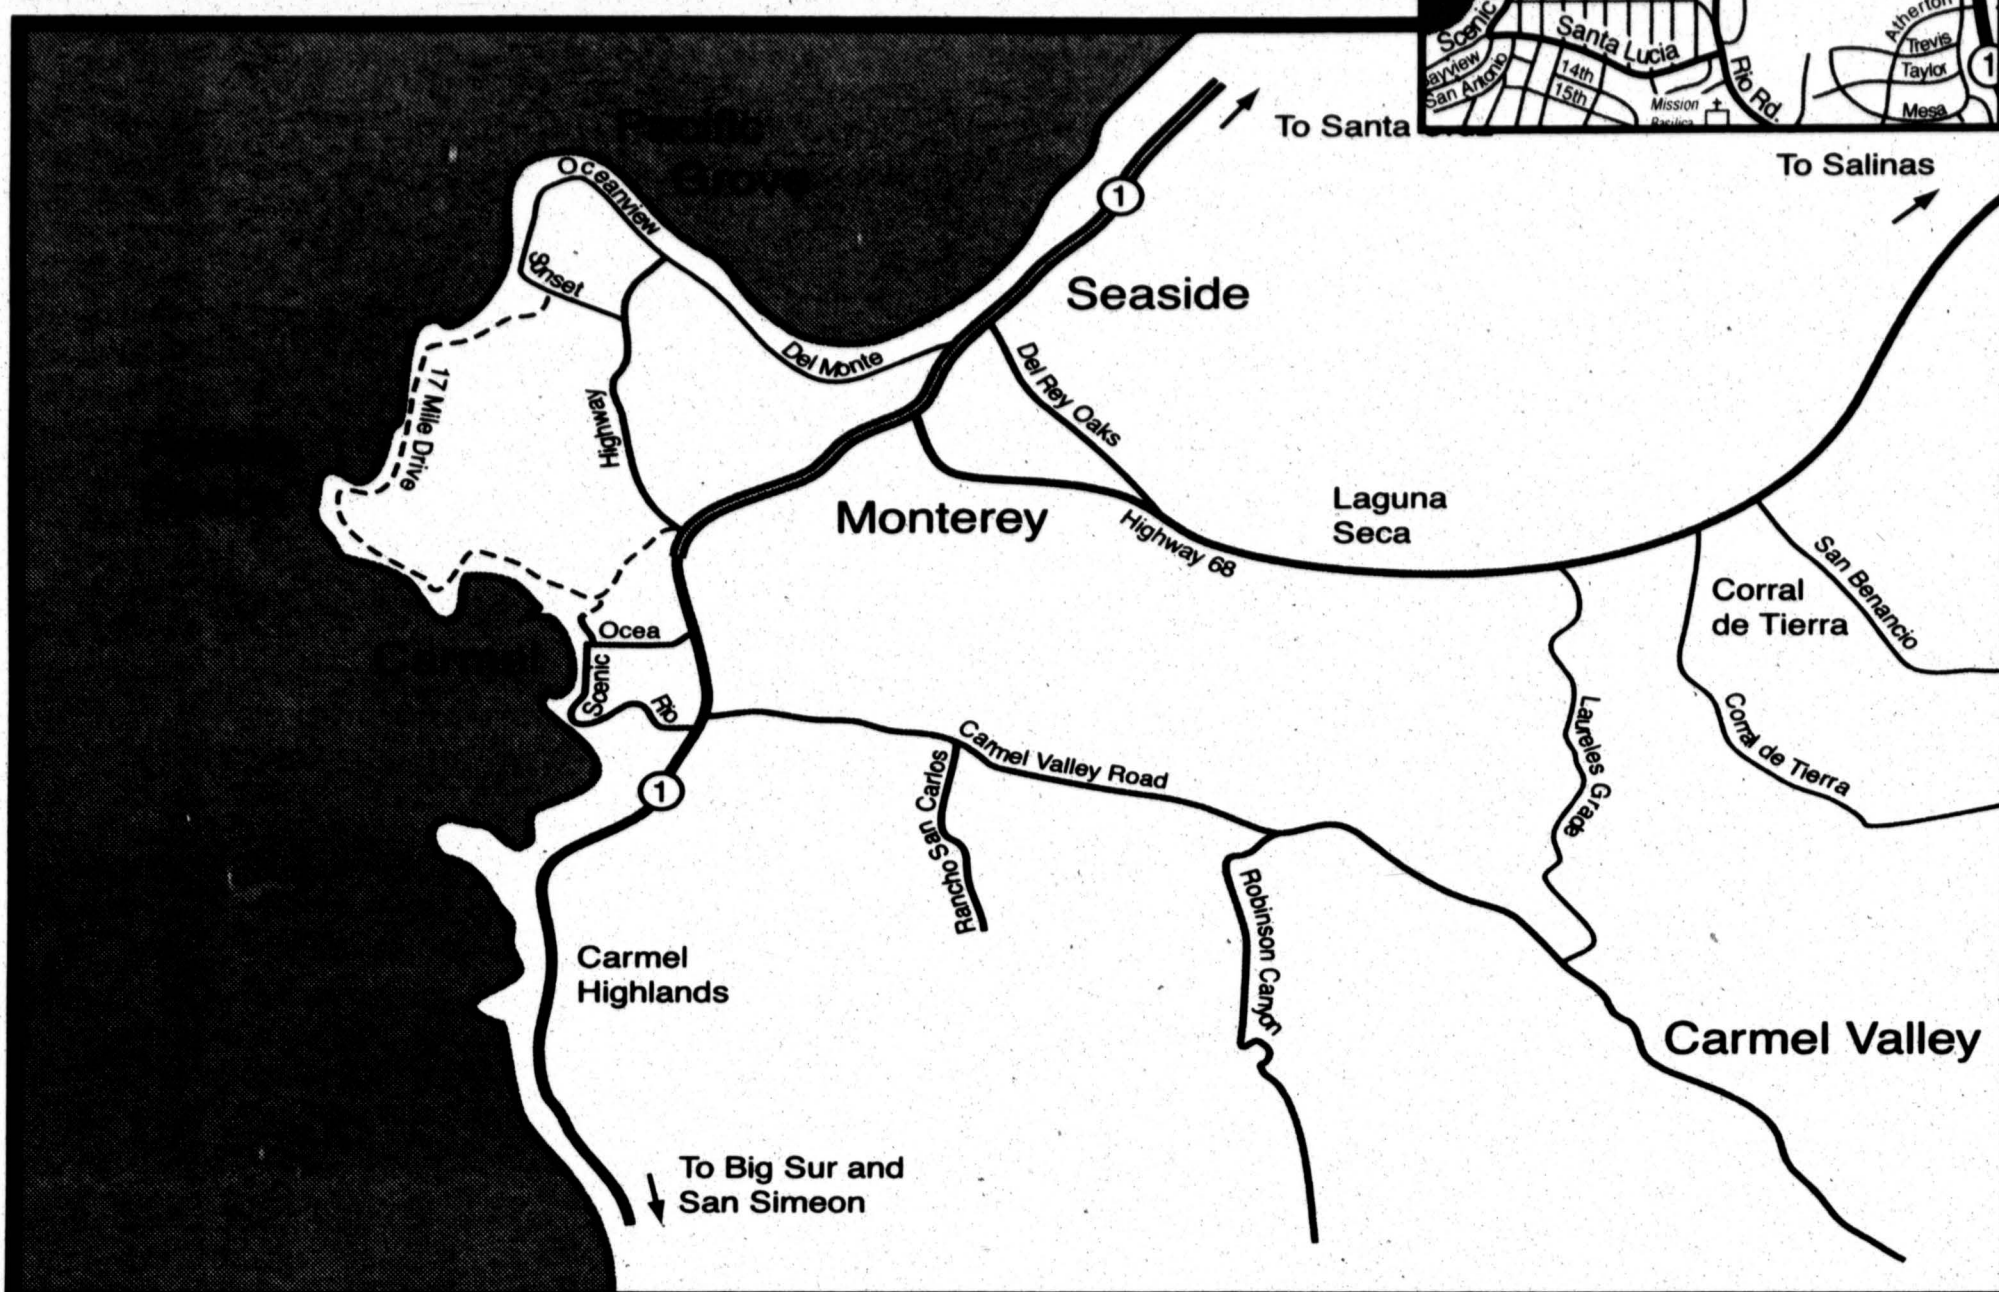 Scenic
Santa Lucia
San Antonio
14th
15th
Mission
Rio Rd.
Atherton
Trevis
Taylor
Mesa
1
To Santa
To Salinas
Pacific
Grove
Oceanview
Sunset
1
Seaside
Del Monte
Del Rey Oaks
17 Mile Drive
Highway
Monterey
Highway 68
Laguna
Seca
Corral
de Tierra
San Benancio
Ocea
Carmel
Scenic
Rio
Carmel Valley Road
Rancho San Carlos
Laureles Grade
Corral de Tierra
1
Robinson Canyon
Carmel
Highlands
Carmel Valley
To Big Sur and
San Simeon